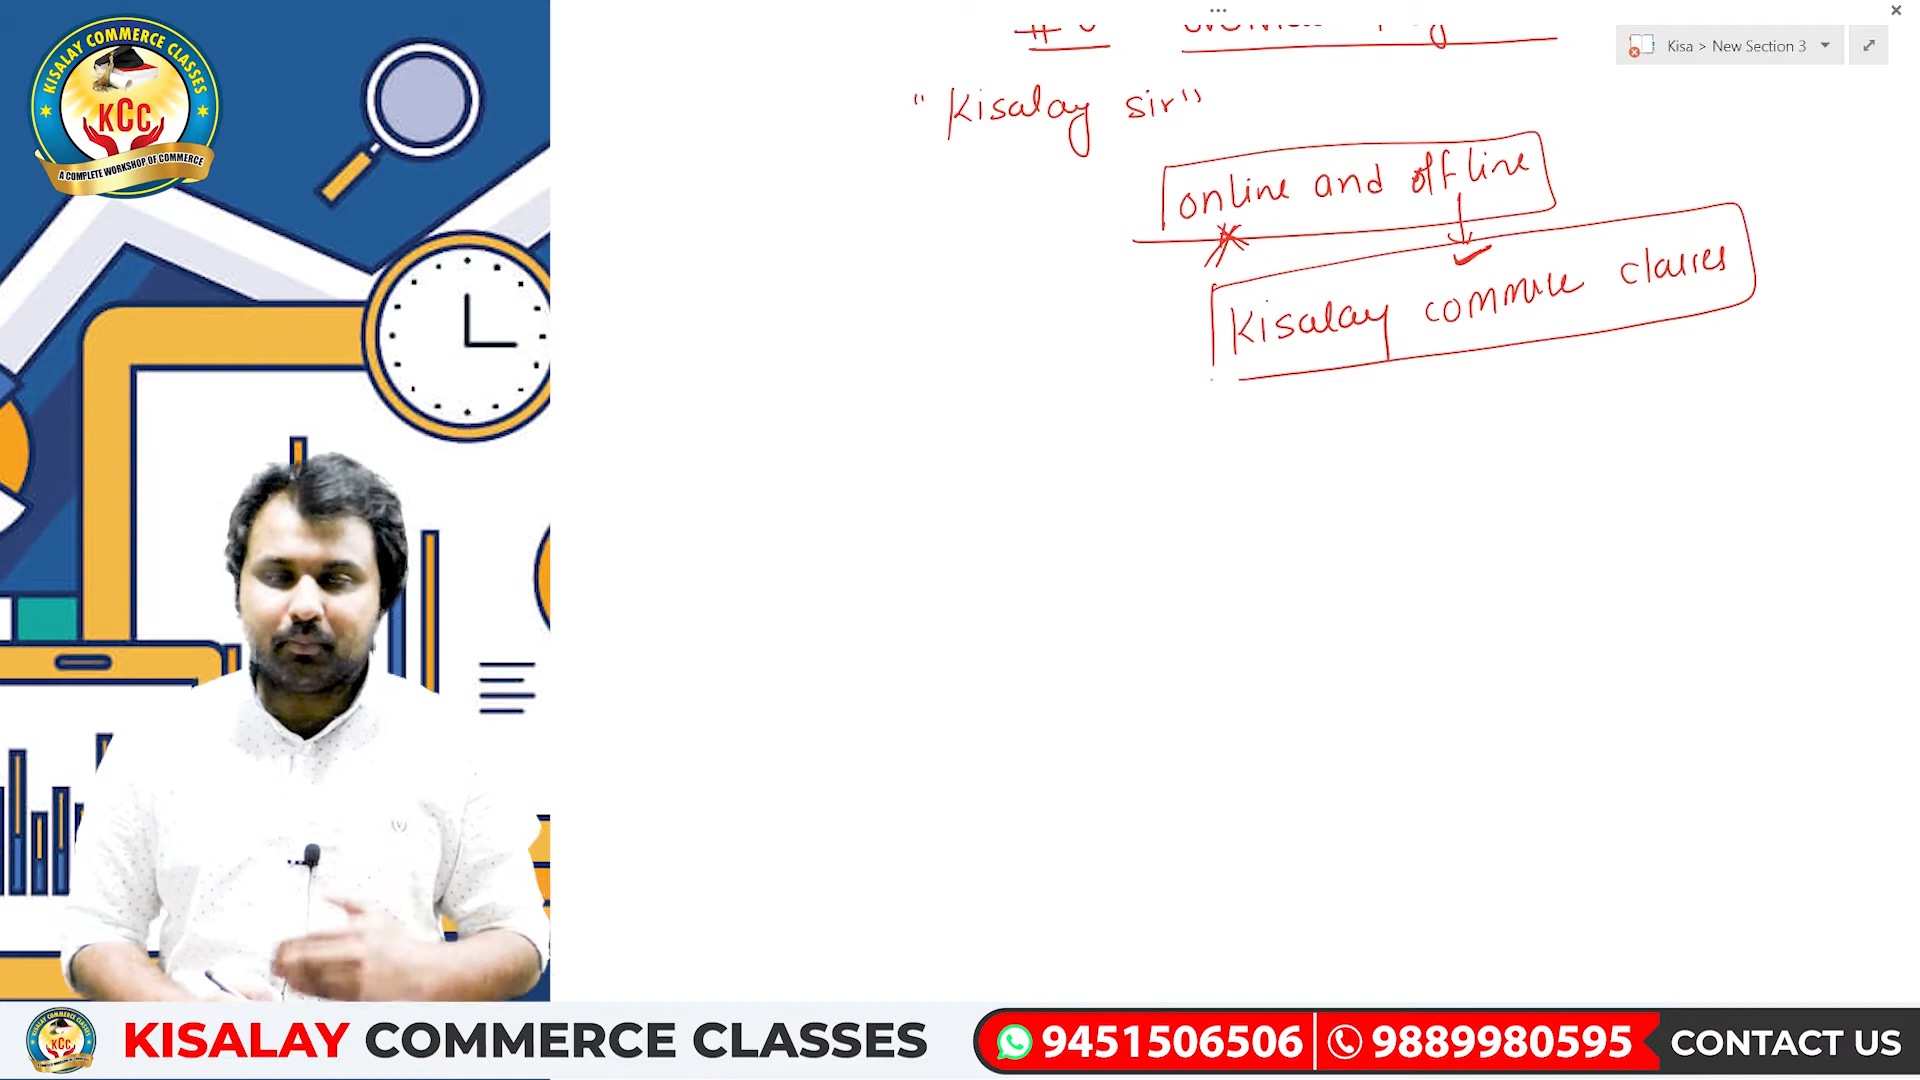 KISALAY COMMERCE CLASSES
KCC
A COMPLETE WORKSHOP OF COMMERCE
Kisa > New Section 3
"Kisalay sir"
online and offline
Kisalay commerce classes
KISALAY COMMERCE CLASSES
9451506506
9889980595
CONTACT US